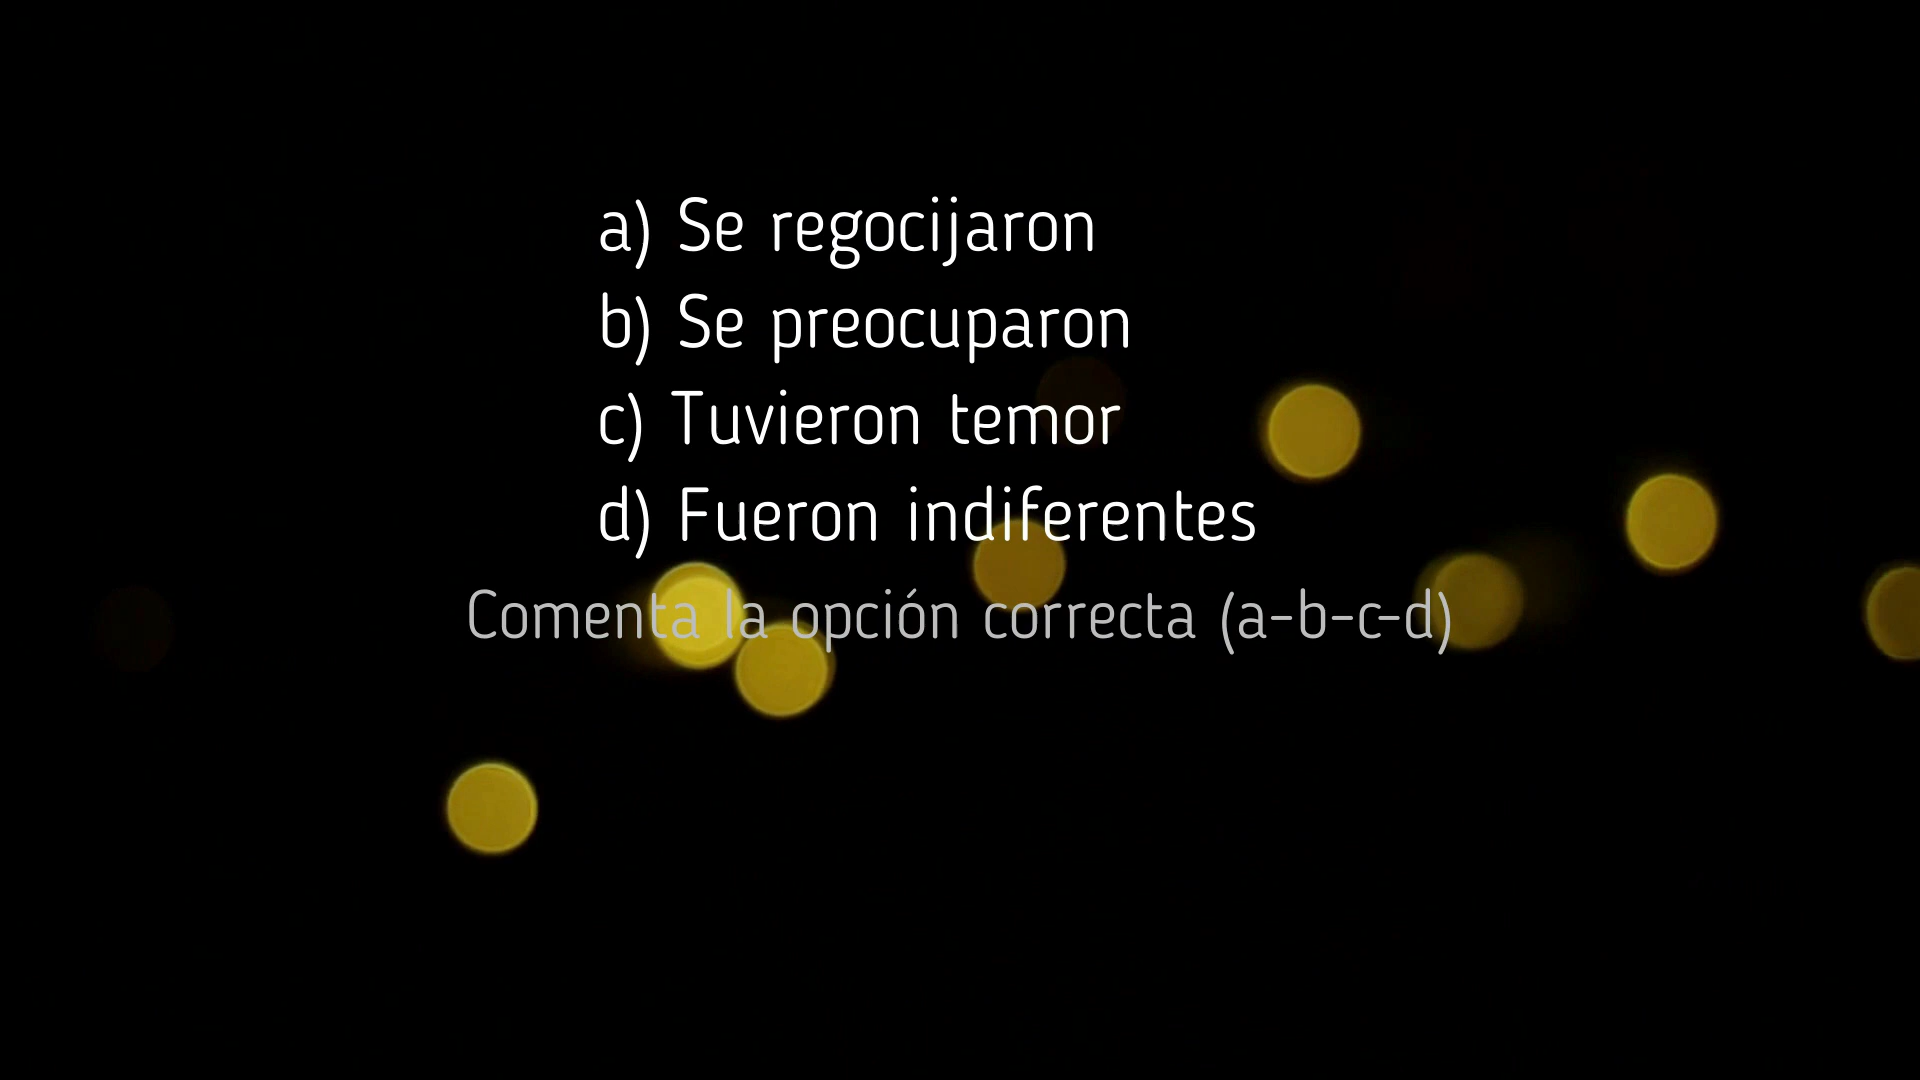 a) Se regocijaron
b) Se preocuparon
c) Tuvieron temor
d) Fueron indiferentes
Comenta la opción correcta (a-b-c-d)